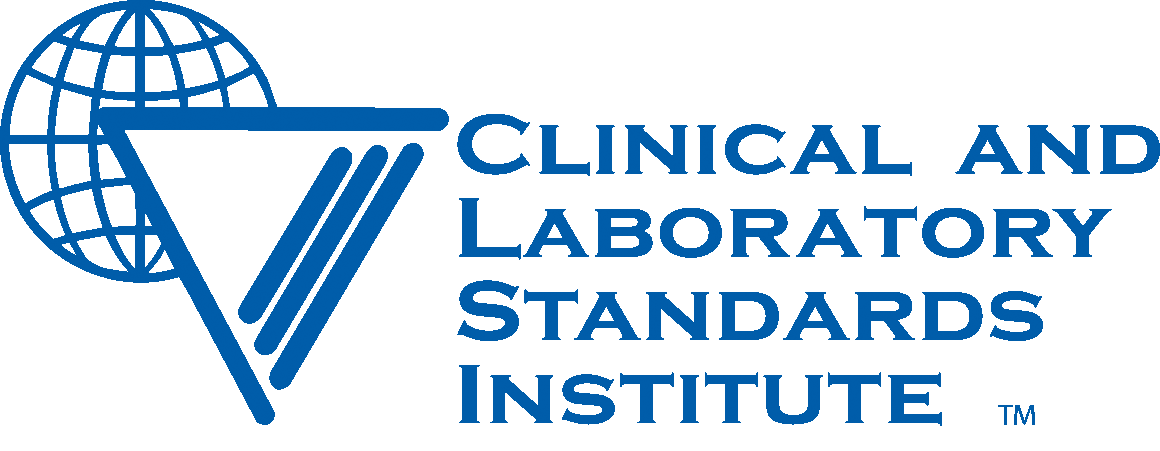 CLINICAL AND
LABORATORY
STANDARDS
INSTITUTE TM